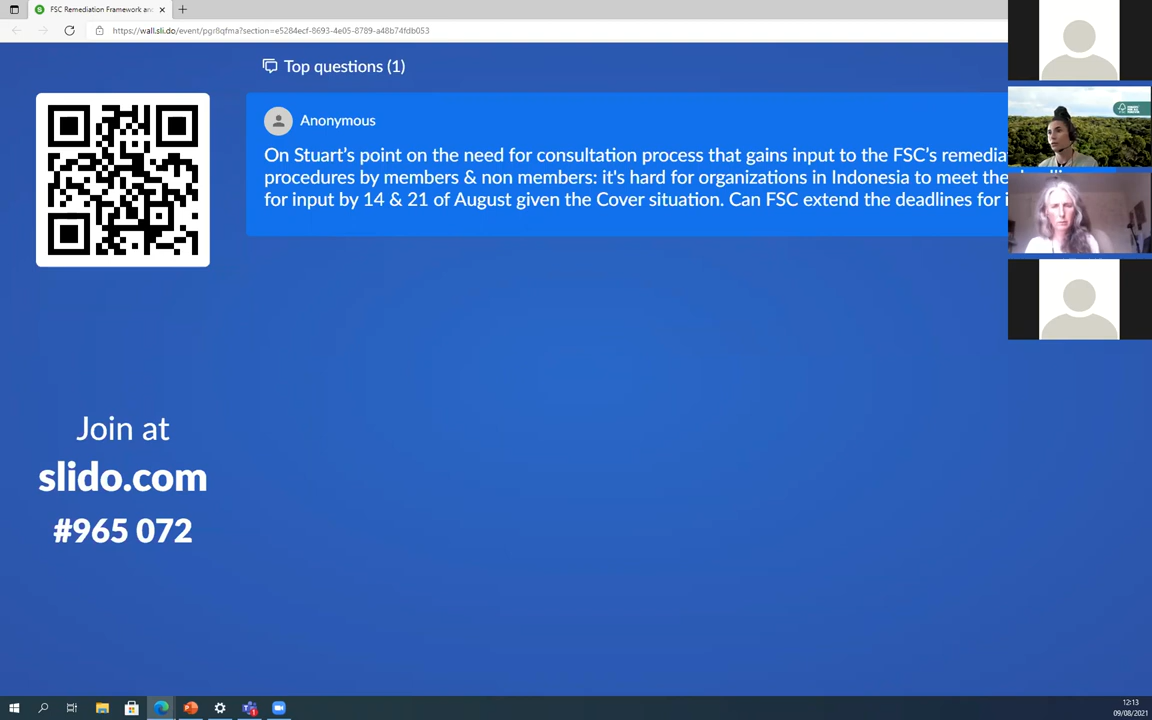 FSC Remediation Framework an
https://wall.sli.do/event/pgr8qfma?section=e5284ecf-8693-4e05-8789-a48b74fdb053
Top questions (1)
Anonymous
On Stuart's point on the need for consultation process that gains input to the FSC's remedia
procedures by members & non members: it's hard for organizations in Indonesia to meet the
for input by 14 & 21 of August given the Cover situation. Can FSC extend the deadlines for i
Join at
slido.com
#965 072
12:13
09/08/2021